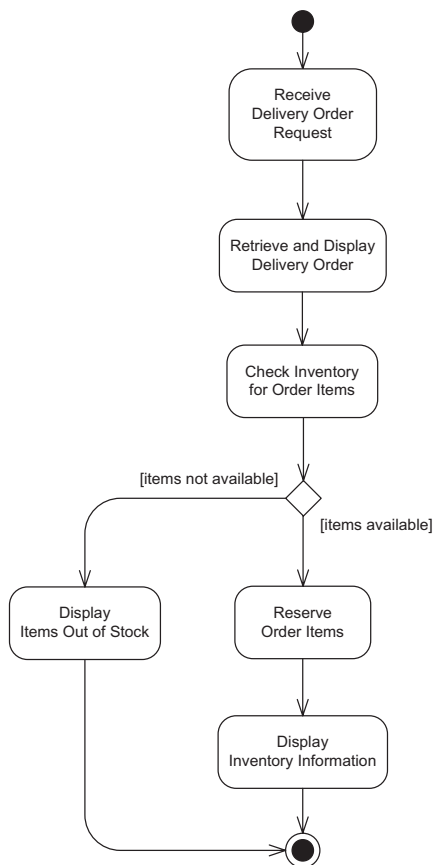 Receive
Delivery Order
Request
Retrieve and Display
Delivery Order
Check Inventory
for Order Items
[items not available]
[items available]
Display
Items Out of Stock
Reserve
Order Items
Display
Inventory Information